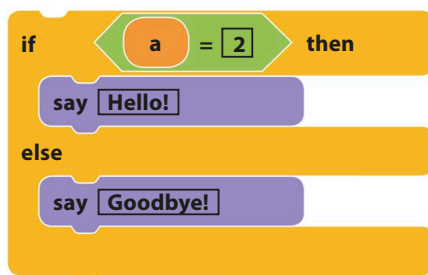 if a = 2 then
say Hello!
else
say Goodbye!